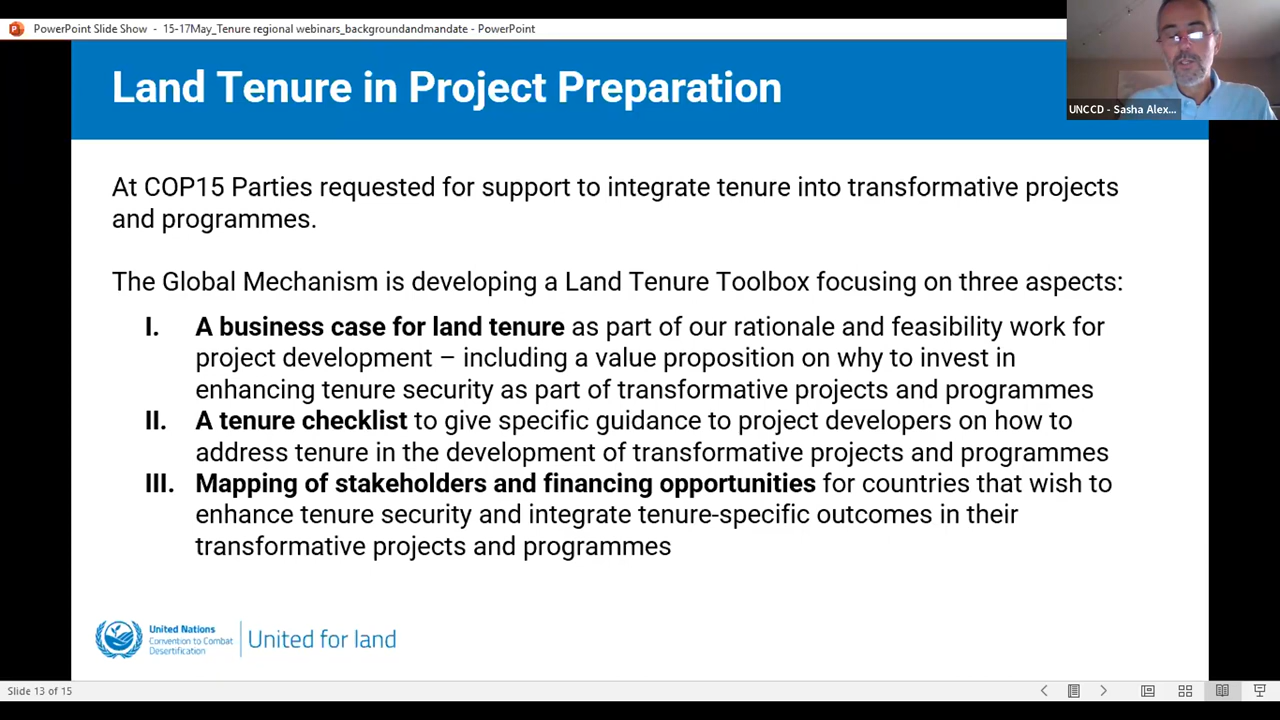 PowerPoint Slide Show - 15-17May_Tenure regional webinars_backgroundandmandate - PowerPoint
UNCCD - Sasha Alex...
Land Tenure in Project Preparation
At COP15 Parties requested for support to integrate tenure into transformative projects
and programmes.
The Global Mechanism is developing a Land Tenure Toolbox focusing on three aspects:
I. A business case for land tenure as part of our rationale and feasibility work for
project development – including a value proposition on why to invest in
enhancing tenure security as part of transformative projects and programmes
II. A tenure checklist to give specific guidance to project developers on how to
address tenure in the development of transformative projects and programmes
III. Mapping of stakeholders and financing opportunities for countries that wish to
enhance tenure security and integrate tenure-specific outcomes in their
transformative projects and programmes
United Nations
Convention to Combat
Desertification
United for land
Slide 13 of 15